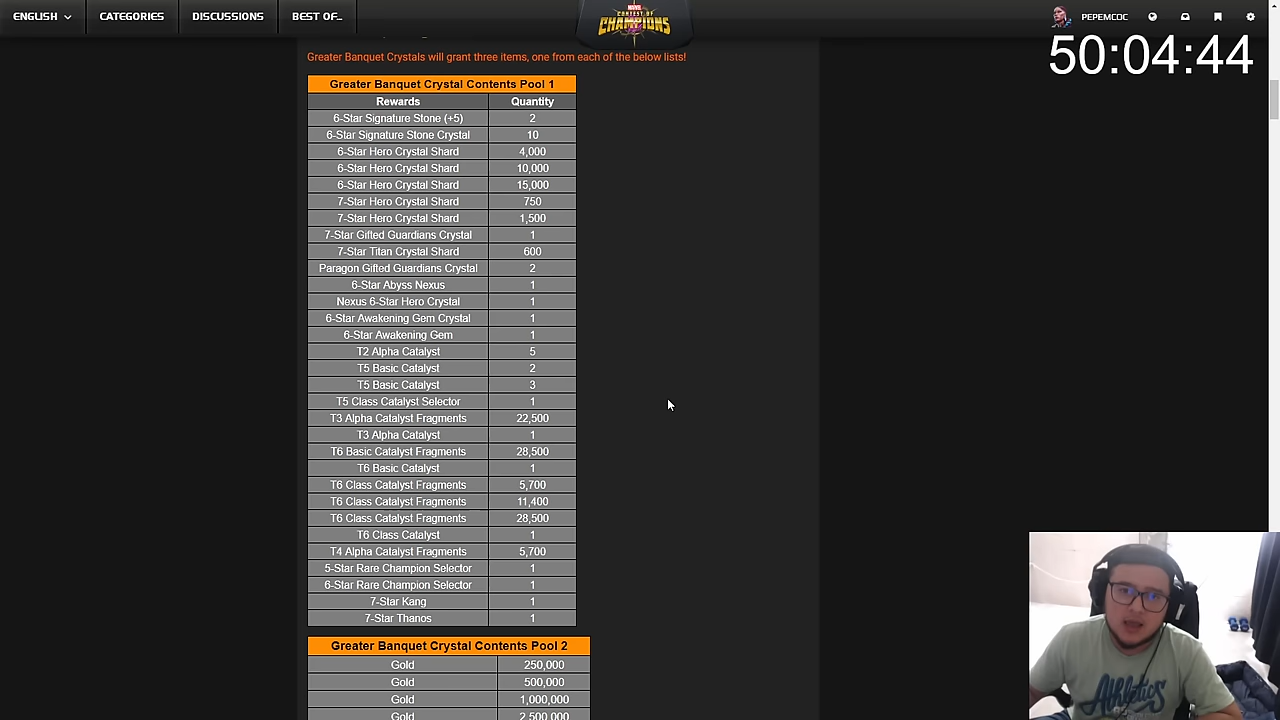 ENGLISH
CATEGORIES
DISCUSSIONS
BEST OF...
MARVEL
CONTEST OF
CHAMPIONS
PEPEMCOC
50:04:44
Greater Banquet Crystals will grant three items, one from each of the below lists!
Greater Banquet Crystal Contents Pool 1
Rewards Quantity
6-Star Signature Stone (+5) 2
6-Star Signature Stone Crystal 10
6-Star Hero Crystal Shard 4,000
6-Star Hero Crystal Shard 10,000
6-Star Hero Crystal Shard 15,000
7-Star Hero Crystal Shard 750
7-Star Hero Crystal Shard 1,500
7-Star Gifted Guardians Crystal 1
7-Star Titan Crystal Shard 600
Paragon Gifted Guardians Crystal 2
6-Star Abyss Nexus 1
Nexus 6-Star Hero Crystal 1
6-Star Awakening Gem Crystal 1
6-Star Awakening Gem 1
T2 Alpha Catalyst 5
T5 Basic Catalyst 2
T5 Basic Catalyst 3
T5 Class Catalyst Selector 1
T3 Alpha Catalyst Fragments 22,500
T3 Alpha Catalyst 1
T6 Basic Catalyst Fragments 28,500
T6 Basic Catalyst 1
T6 Class Catalyst Fragments 5,700
T6 Class Catalyst Fragments 11,400
T6 Class Catalyst Fragments 28,500
T6 Class Catalyst 1
T4 Alpha Catalyst Fragments 5,700
5-Star Rare Champion Selector 1
6-Star Rare Champion Selector 1
7-Star Kang 1
7-Star Thanos 1
Greater Banquet Crystal Contents Pool 2
Gold 250,000
Gold 500,000
Gold 1,000,000
Gold 2,500,000
Athletics